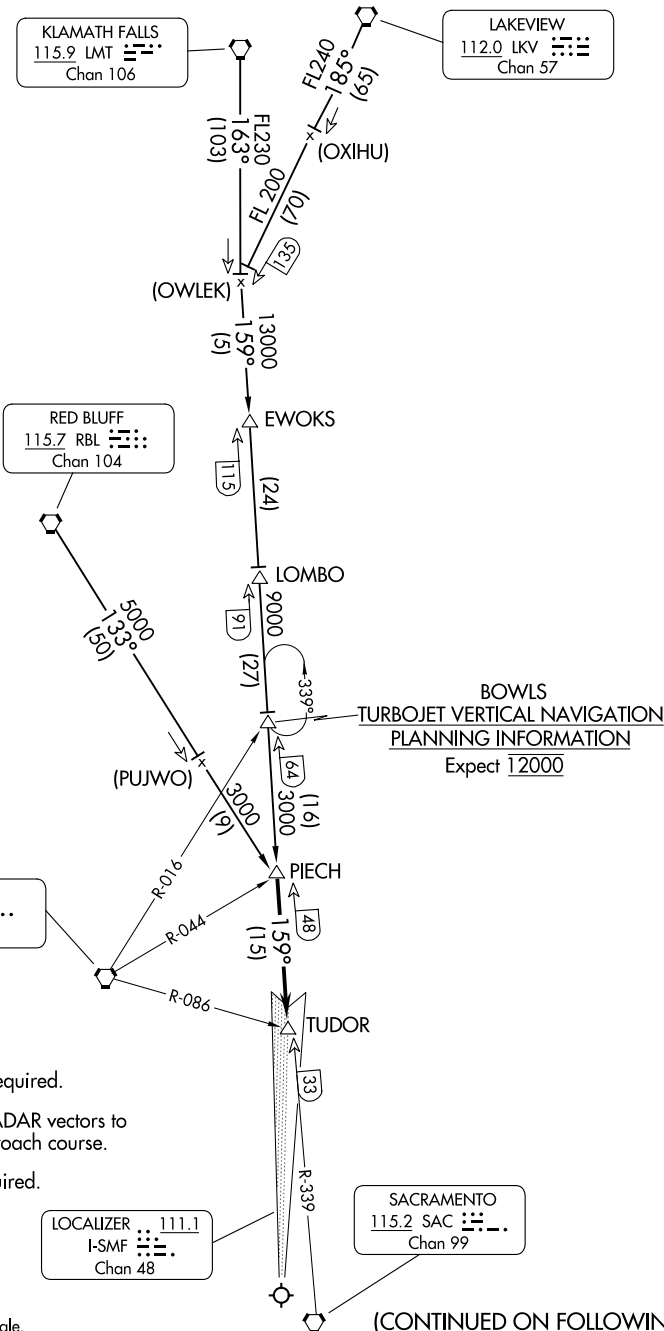 KLAMATH FALLS
115.9 LMT
Chan 106
LAKEVIEW
112.0 LKV
Chan 57
FL240
185°
(65)
(OXIHU)
FL230
163°
(103)
FL 200
(70)
135
(OWLEK)
13000
159°
(5)
RED BLUFF
115.7 RBL
Chan 104
EWOKS
115
(24)
LOMBO
91
9000
(27)
339°
5000
133°
(50)
BOWLS
TURBOJET VERTICAL NAVIGATION
PLANNING INFORMATION
Expect 12000
64
(16)
3000
(PUJWO)
3000
(9)
R-016
PIECH
R-044
48
159°
(15)
R-086
TUDOR
33
equired.
ADAR vectors to
roach course.
uired.
R-339
LOCALIZER 111.1
I-SMF
Chan 48
SACRAMENTO
115.2 SAC
Chan 99
ale.
(CONTINUED ON FOLLOWIN